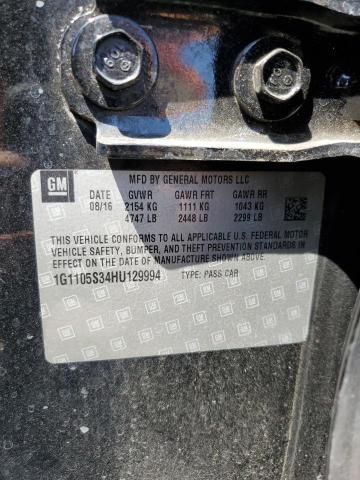 GM
MFD BY GENERAL MOTORS LLC
DATE GVWR GAWR FRT GAWR RR
08/16 2154 KG 1111 KG 1043 KG
4747 LB 2448 LB 2299 LB
THIS VEHICLE CONFORMS TO ALL APPLICABLE U.S. FEDERAL MOTOR
VEHICLE SAFETY, BUMPER, AND THEFT PREVENTION STANDARDS IN
EFFECT ON THE DATE OF MANUFACTURE SHOWN ABOVE.
1G1105S34HU129994 TYPE: PASS CAR